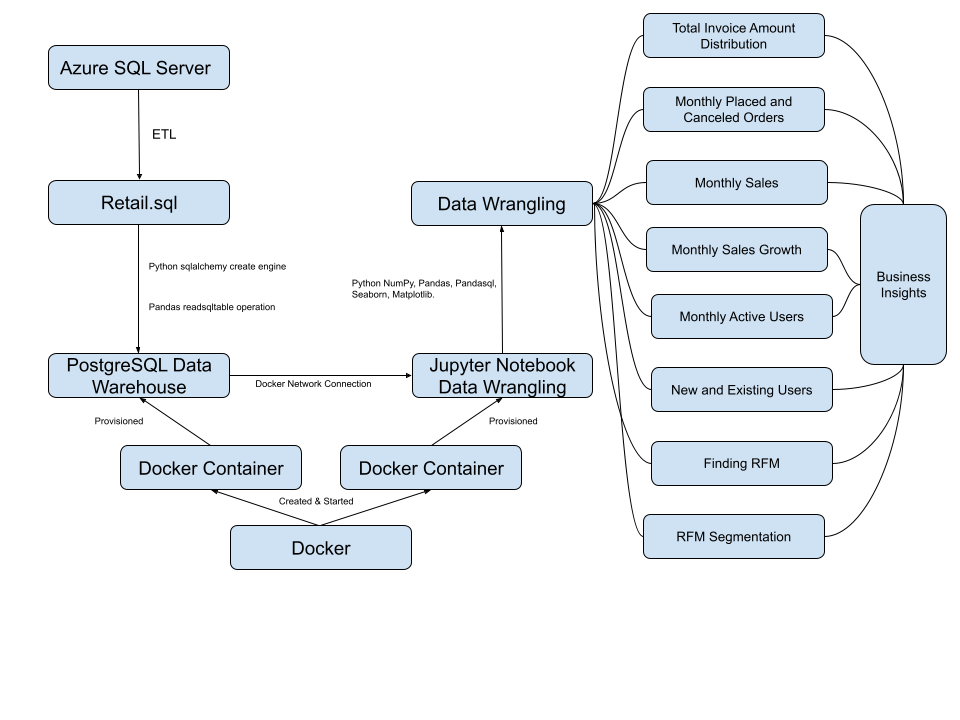 Azure SQL Server
ETL
Retail.sql
Python sqlalchemy create engine
Pandas readsqltable operation
PostgreSQL Data
Warehouse
Docker Network Connection
Jupyter Notebook
Data Wrangling
Provisioned
Provisioned
Docker Container
Docker Container
Created & Started
Docker
Python NumPy, Pandas, Pandasql,
Seaborn, Matplotlib.
Data Wrangling
Total Invoice Amount
Distribution
Monthly Placed and
Canceled Orders
Monthly Sales
Monthly Sales Growth
Monthly Active Users
New and Existing Users
Finding RFM
RFM Segmentation
Business
Insights